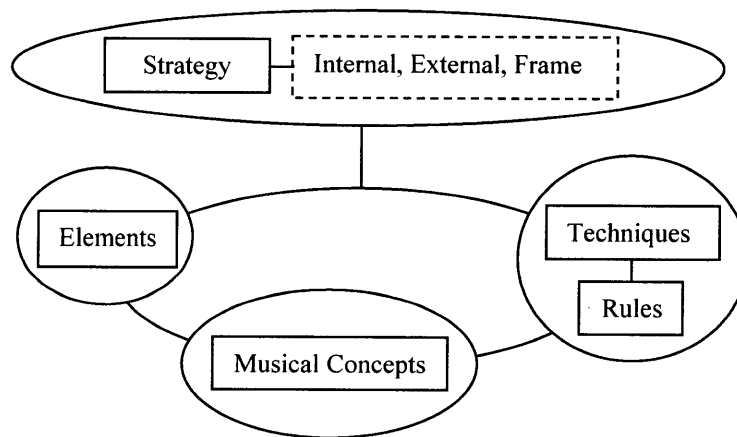 Strategy
Internal, External, Frame
Elements
Techniques
Rules
Musical Concepts